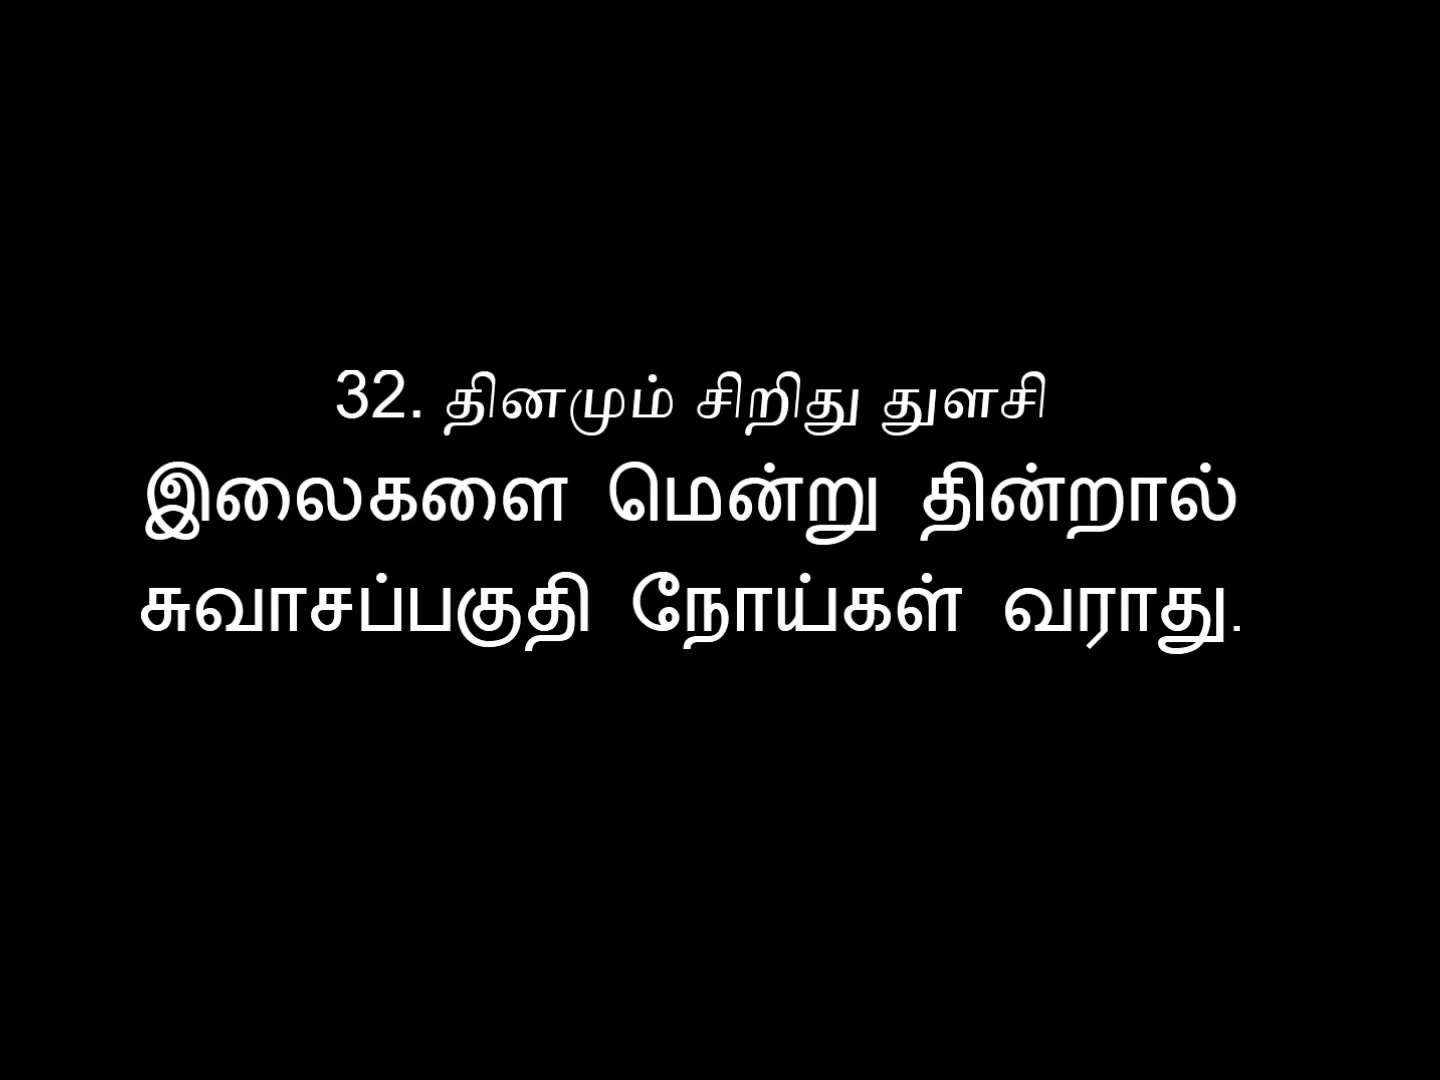 32. தினமும் சிறிது துளசி
இலைகளை மென்று தின்றால்
சுவாசப்பகுதி நோய்கள் வராது.